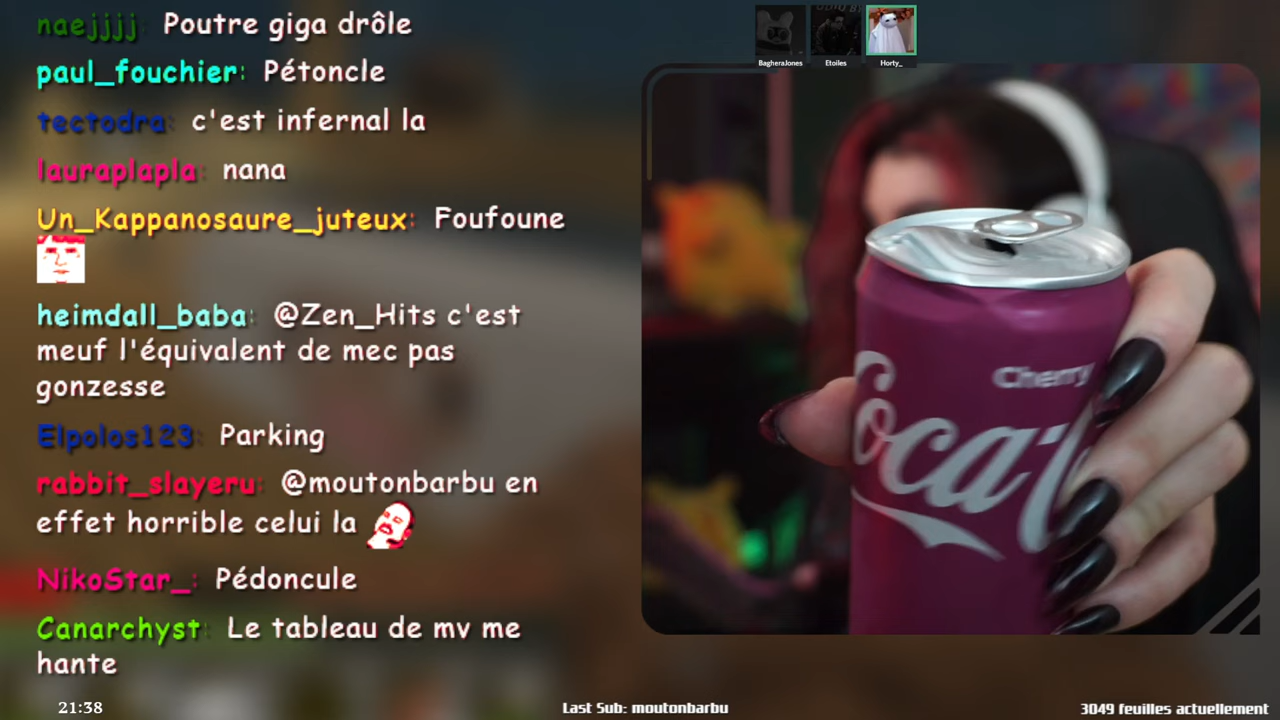 naejjjj: Poutre giga drôle
paul_fouchier: Pétoncle
tectodra: c'est infernal la
lauraplapla: nana
Un_Kappanosaure_juteux: Foufoune
heimdall_baba: @Zen_Hits c'est
meuf l'équivalent de mec pas
gonzesse
Elpolos123: Parking
rabbit_slayeru: @moutonbarbu en
effet horrible celui la
NikoStar_: Pédoncule
Canarchyst: Le tableau de mv me
hante
21:38
BagheraJones
Etoiles
Horty_
Cherry
Coca
Last Sub: moutonbarbu
3049 feuilles actuellement